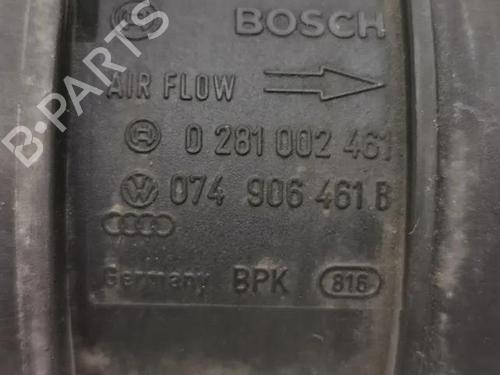 BOSCH
AIR FLOW
0 281 002 461
074 906 461 B
Germany BPK 816
B-PARTS